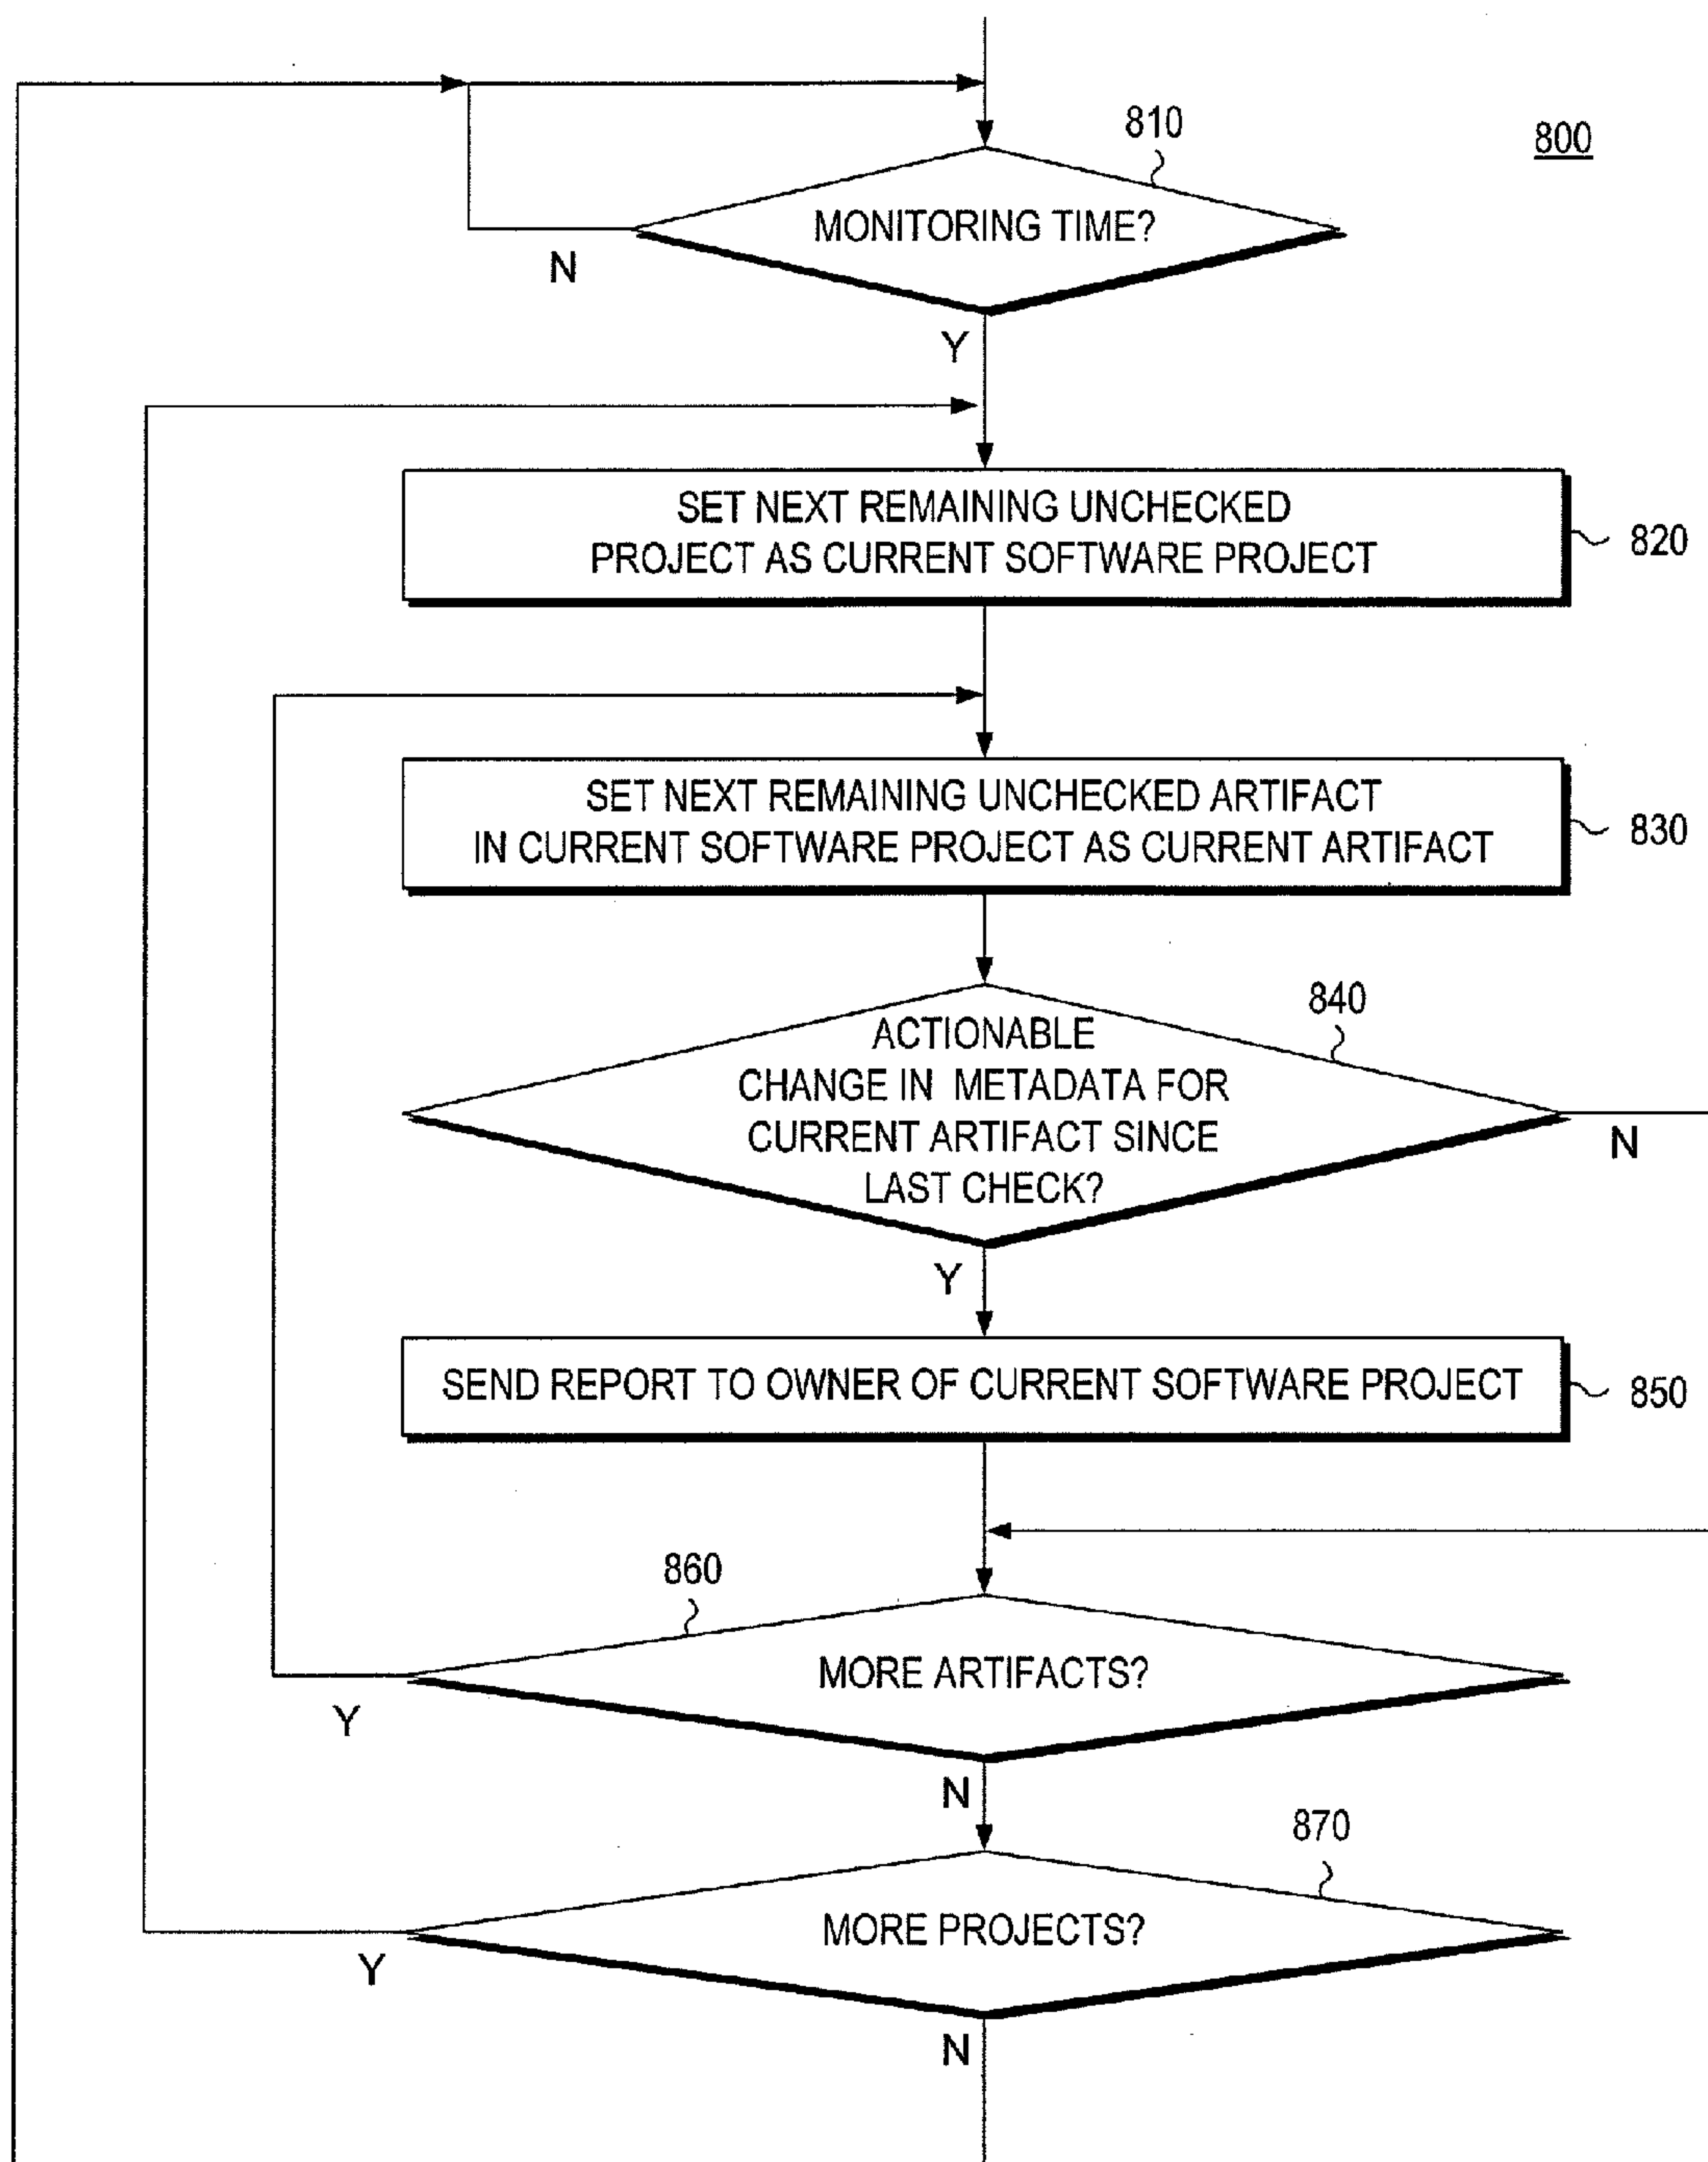 810
800
MONITORING TIME?
N
Y
SET NEXT REMAINING UNCHECKED
PROJECT AS CURRENT SOFTWARE PROJECT
820
SET NEXT REMAINING UNCHECKED ARTIFACT
IN CURRENT SOFTWARE PROJECT AS CURRENT ARTIFACT
830
840
ACTIONABLE
CHANGE IN METADATA FOR
CURRENT ARTIFACT SINCE
LAST CHECK?
N
Y
SEND REPORT TO OWNER OF CURRENT SOFTWARE PROJECT
850
860
MORE ARTIFACTS?
Y
N
870
MORE PROJECTS?
Y
N